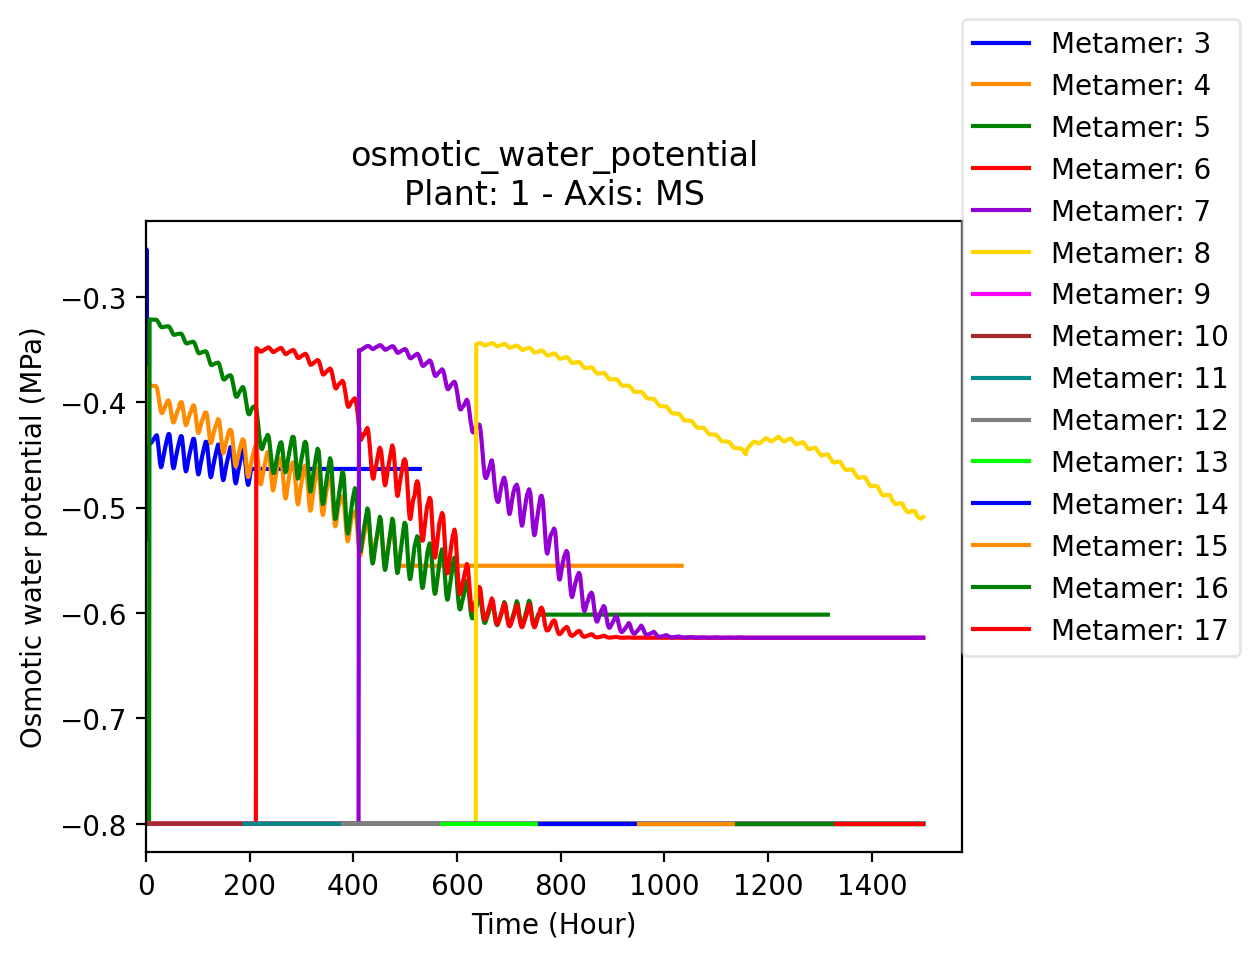 osmotic_water_potential
Plant: 1 - Axis: MS
Osmotic water potential (MPa)
−0.3
−0.4
−0.5
−0.6
−0.7
−0.8
0
200
400
600
800
1000
1200
1400
Time (Hour)
Metamer: 3
Metamer: 4
Metamer: 5
Metamer: 6
Metamer: 7
Metamer: 8
Metamer: 9
Metamer: 10
Metamer: 11
Metamer: 12
Metamer: 13
Metamer: 14
Metamer: 15
Metamer: 16
Metamer: 17